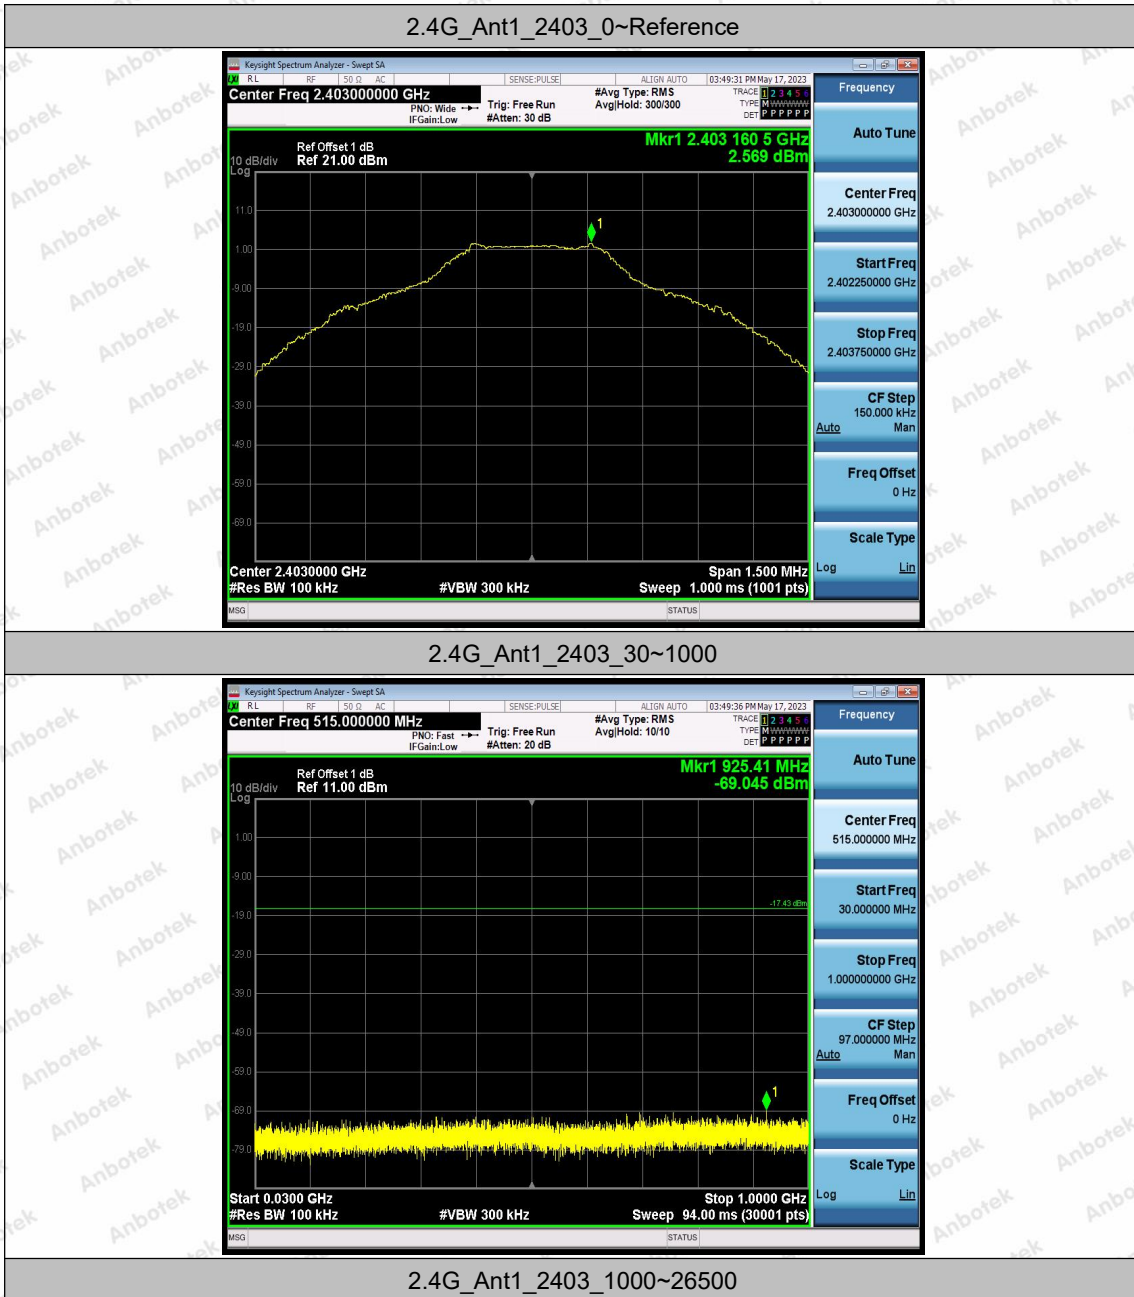 2.4G_Ant1_2403_0~Reference
Keysight Spectrum Analyzer - Swept SA
RL RF 50 Ω AC SENSE:PULSE ALIGN AUTO 03:49:31 PM May 17, 2023
Center Freq 2.403000000 GHz #Avg Type: RMS TRACE 1 2 3 4 5 6
PNO: Wide Trig: Free Run Avg|Hold: 300/300 TYPE M
IFGain:Low #Atten: 30 dB DET P P P P P P
Frequency
Auto Tune
Mkr1 2.403 160 5 GHz
2.569 dBm
Ref Offset 1 dB
10 dB/div Ref 21.00 dBm
Log
11.0
1.00
-9.00
-19.0
-29.0
-39.0
-49.0
-59.0
-69.0
1
Center Freq
2.403000000 GHz
Start Freq
2.402250000 GHz
Stop Freq
2.403750000 GHz
CF Step
150.000 kHz
Auto Man
Freq Offset
0 Hz
Scale Type
Log Lin
Center 2.4030000 GHz Span 1.500 MHz
#Res BW 100 kHz #VBW 300 kHz Sweep 1.000 ms (1001 pts)
MSG STATUS
2.4G_Ant1_2403_30~1000
Keysight Spectrum Analyzer - Swept SA
RL RF 50 Ω AC SENSE:PULSE ALIGN AUTO 03:49:36 PM May 17, 2023
Center Freq 515.000000 MHz #Avg Type: RMS TRACE 1 2 3 4 5 6
PNO: Fast Trig: Free Run Avg|Hold: 10/10 TYPE M
IFGain:Low #Atten: 20 dB DET P P P P P P
Frequency
Auto Tune
Mkr1 925.41 MHz
-69.045 dBm
Ref Offset 1 dB
10 dB/div Ref 11.00 dBm
Log
1.00
-9.00
-19.0
-29.0
-39.0
-49.0
-59.0
-69.0
-79.0
-17.43 dBm
1
Center Freq
515.000000 MHz
Start Freq
30.000000 MHz
Stop Freq
1.000000000 GHz
CF Step
97.000000 MHz
Auto Man
Freq Offset
0 Hz
Scale Type
Log Lin
Start 0.0300 GHz Stop 1.0000 GHz
#Res BW 100 kHz #VBW 300 kHz Sweep 94.00 ms (30001 pts)
MSG STATUS
2.4G_Ant1_2403_1000~26500
Anbotek